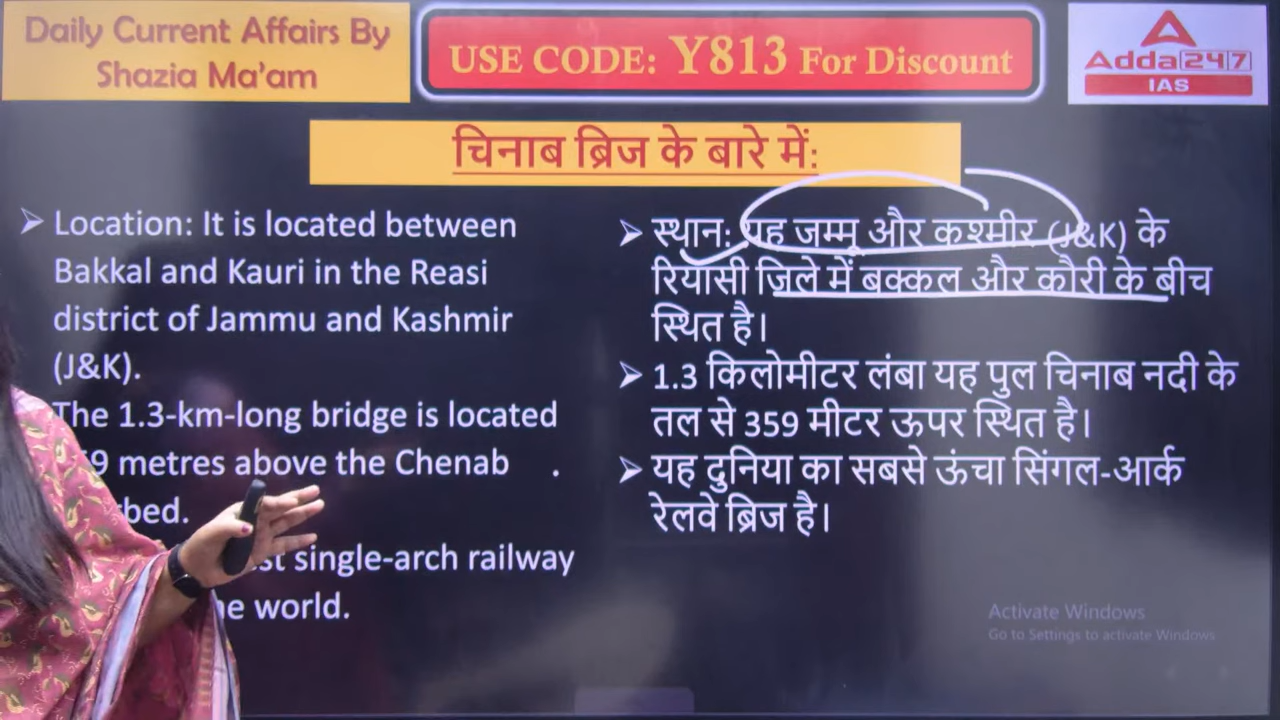 Daily Current Affairs By
Shazia Ma'am
USE CODE: Y813 For Discount
Adda247
IAS
चिनाब ब्रिज के बारे में:
Location: It is located between
Bakkal and Kauri in the Reasi
district of Jammu and Kashmir
(J&K).
The 1.3-km-long bridge is located
metres above the Chenab .
single-arch railway
world.
स्थान: यह जम्मू और कश्मीर (J&K) के
रियासी जिले में बक्कल और कौरी के बीच
स्थित है।
1.3 किलोमीटर लंबा यह पुल चिनाब नदी के
तल से 359 मीटर ऊपर स्थित है।
यह दुनिया का सबसे ऊंचा सिंगल-आर्क
रेलवे ब्रिज है।
Activate Windows
Go to Settings to activate Windows.